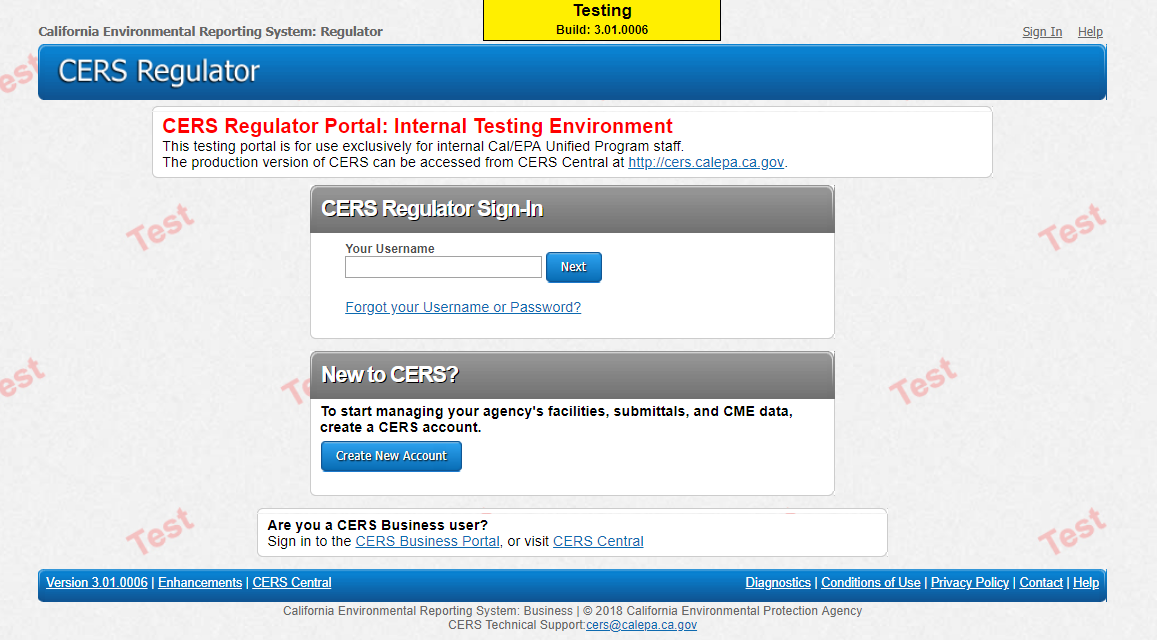 Testing
Build: 3.01.0006
California Environmental Reporting System: Regulator
Sign In Help
CERS Regulator
CERS Regulator Portal: Internal Testing Environment
This testing portal is for use exclusively for internal Cal/EPA Unified Program staff.
The production version of CERS can be accessed from CERS Central at http://cers.calepa.ca.gov.
CERS Regulator Sign-In
Your Username
Next
Forgot your Username or Password?
New to CERS?
To start managing your agency's facilities, submittals, and CME data,
create a CERS account.
Create New Account
Are you a CERS Business user?
Sign in to the CERS Business Portal, or visit CERS Central
Version 3.01.0006 | Enhancements | CERS Central
Diagnostics | Conditions of Use | Privacy Policy | Contact | Help
California Environmental Reporting System: Business | © 2018 California Environmental Protection Agency
CERS Technical Support:cers@calepa.ca.gov
Test
Test
Test
Test
Test